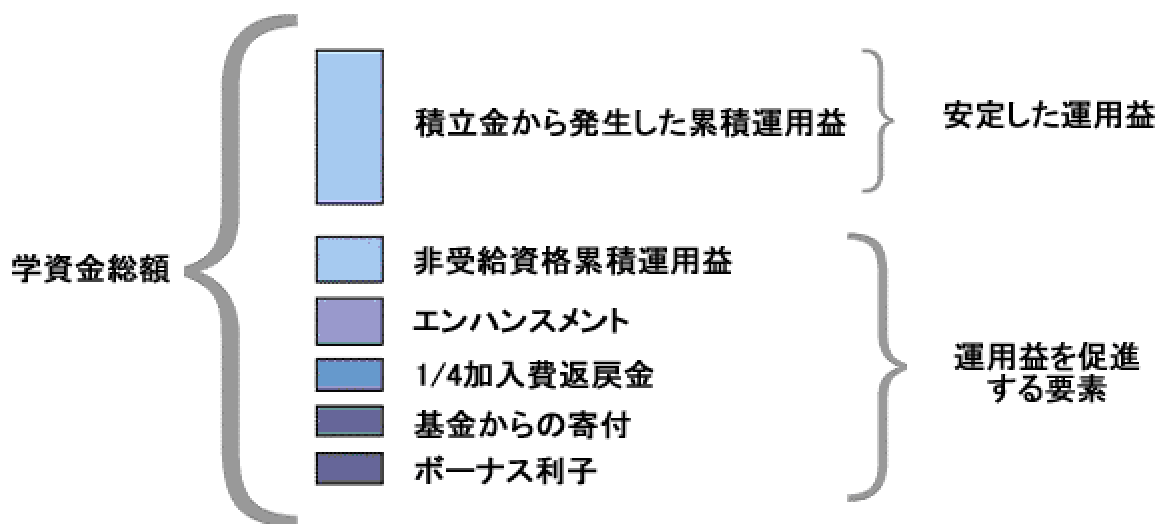 学資金総額
積立金から発生した累積運用益
安定した運用益
非受給資格累積運用益
エンハンスメント
1/4加入費返戻金
基金からの寄付
ボーナス利子
運用益を促進
する要素